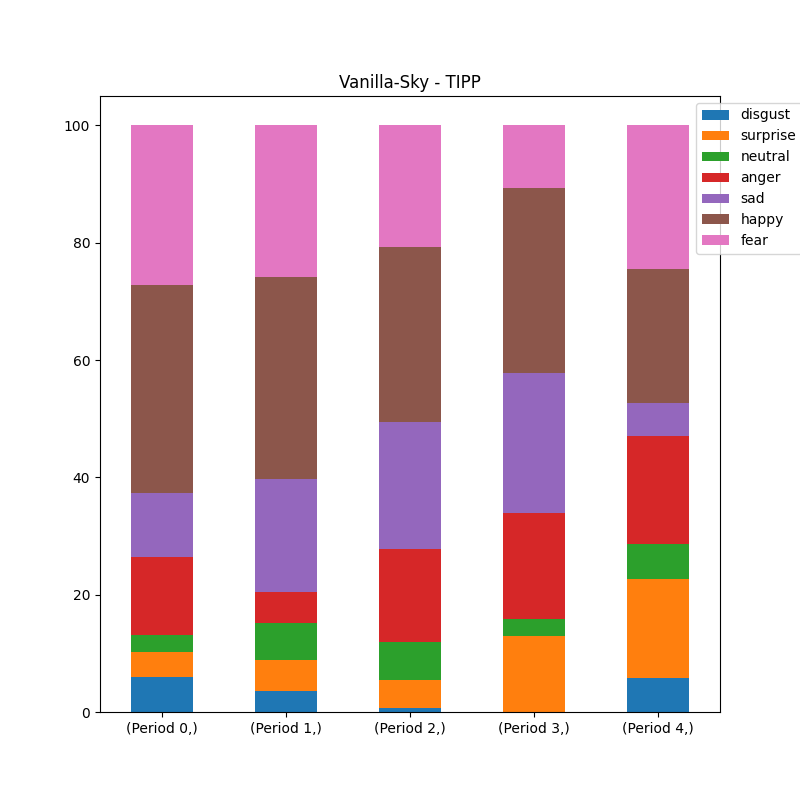 Vanilla-Sky - TIPP
100
80
60
40
20
0
disgust
surprise
neutral
anger
sad
happy
fear
(Period 0,) (Period 1,) (Period 2,) (Period 3,) (Period 4,)